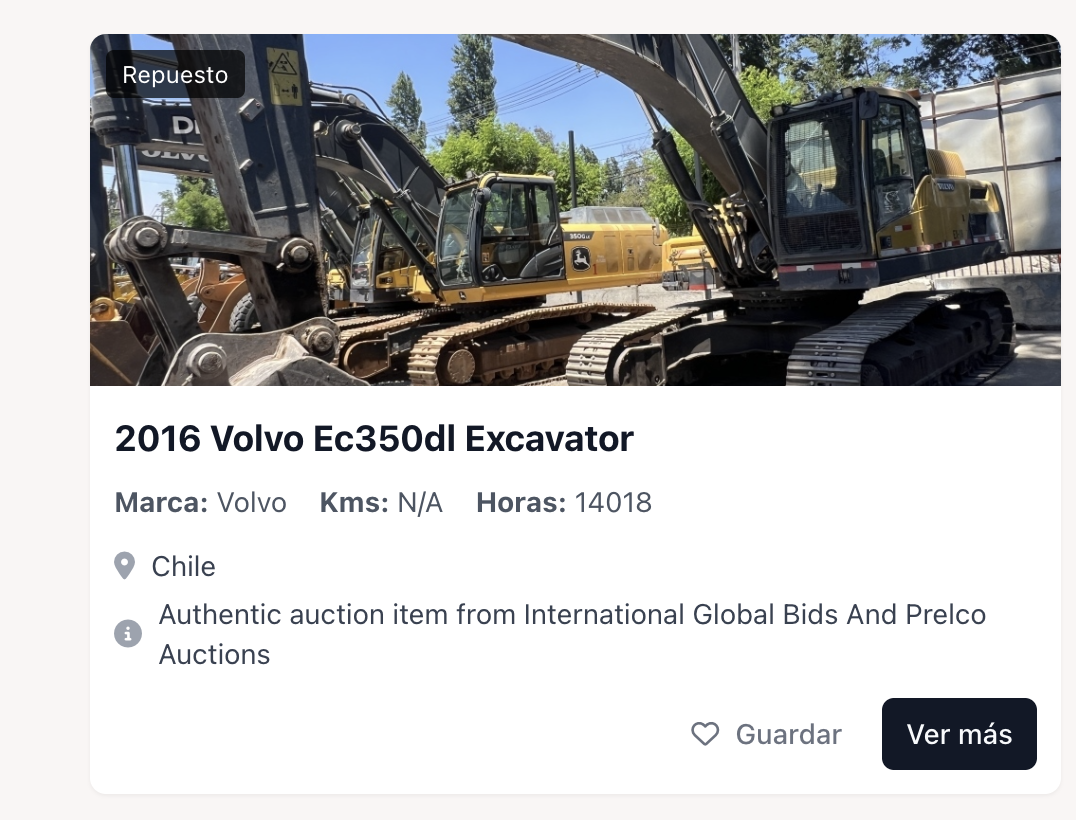 Repuesto
2016 Volvo Ec350dl Excavator
Marca: Volvo Kms: N/A Horas: 14018
Chile
Authentic auction item from International Global Bids And Prelco
Auctions
Guardar
Ver más